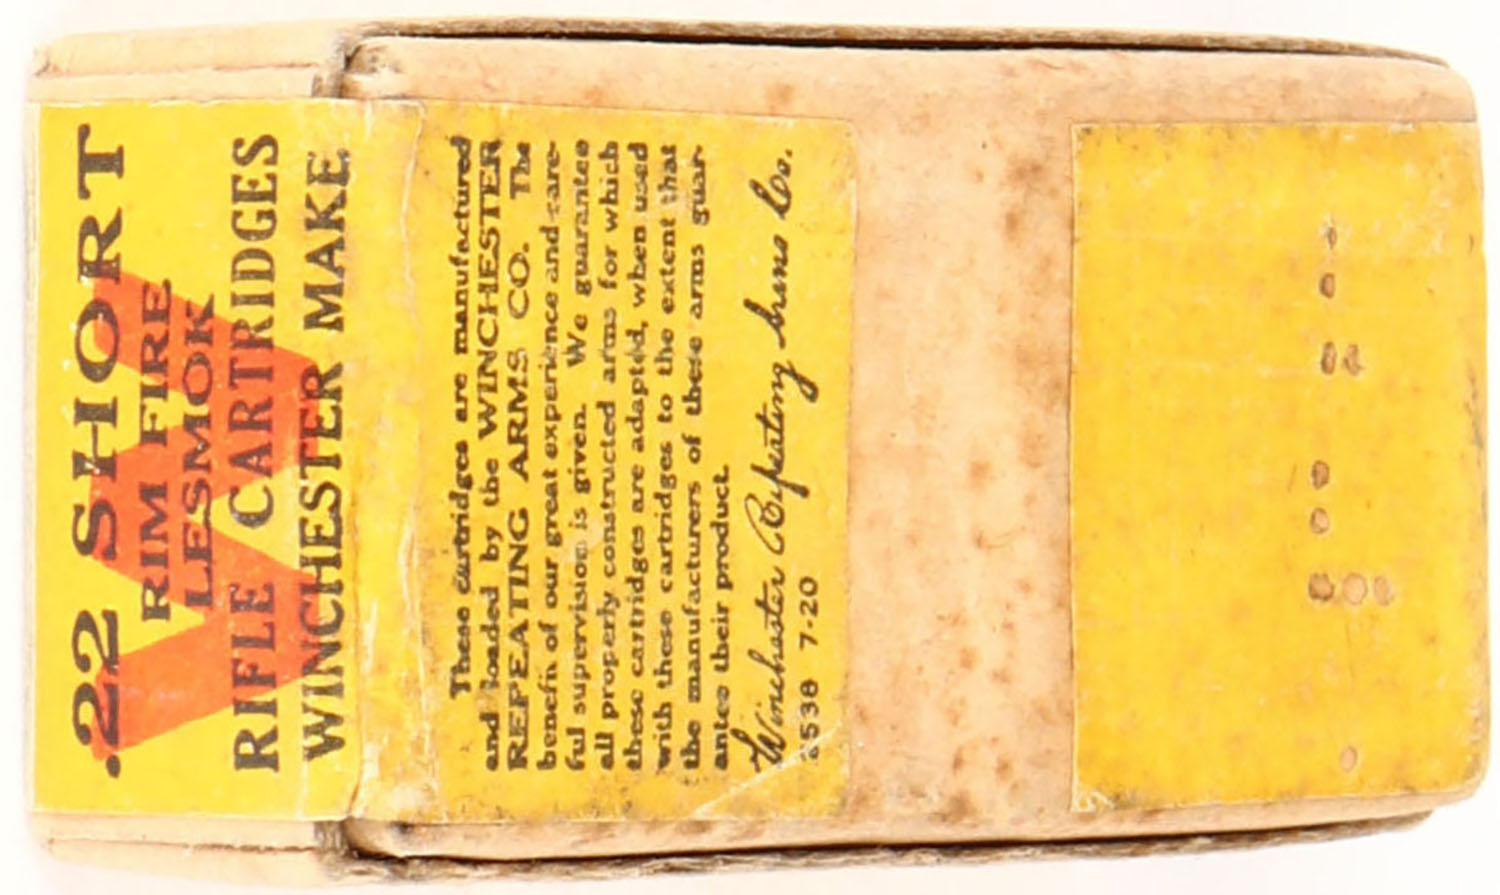 .22 SHORT
RIM FIRE
LESMOK
RIFLE CARTRIDGES
WINCHESTER MAKE
W
These cartridges are manufactured
and loaded by the WINCHESTER
REPEATING ARMS CO. The
benefit of our great experience and care-
ful supervision is given. We guarantee
all properly constructed arms for which
these cartridges are adapted, when used
with these cartridges to the extent that
the manufacturers of these arms guar-
antee their product.
Winchester Repeating Arms Co.
538 7-20